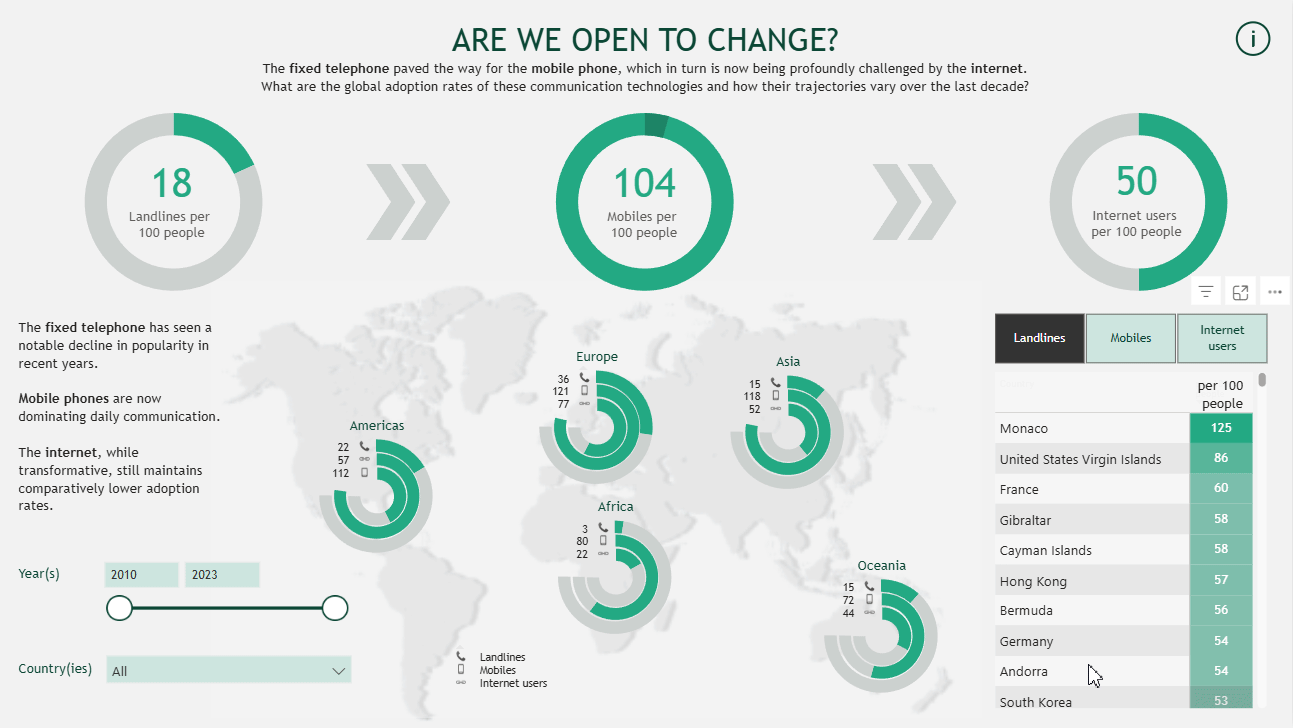 ARE WE OPEN TO CHANGE?
i
The fixed telephone paved the way for the mobile phone, which in turn is now being profoundly challenged by the internet.
What are the global adoption rates of these communication technologies and how their trajectories vary over the last decade?
18
Landlines per
100 people
104
Mobiles per
100 people
50
Internet users
per 100 people
The fixed telephone has seen a
notable decline in popularity in
recent years.
Mobile phones are now
dominating daily communication.
The internet, while
transformative, still maintains
comparatively lower adoption
rates.
Year(s)
2010
2023
Country(ies)
All
Americas
22
57
112
Europe
36
121
77
Asia
15
118
52
Africa
3
80
22
Oceania
15
72
44
Landlines
Mobiles
Internet users
Landlines
Mobiles
Internet
users
per 100
people
Monaco 125
United States Virgin Islands 86
France 60
Gibraltar 58
Cayman Islands 58
Hong Kong 57
Bermuda 56
Germany 54
Andorra 54
South Korea 53